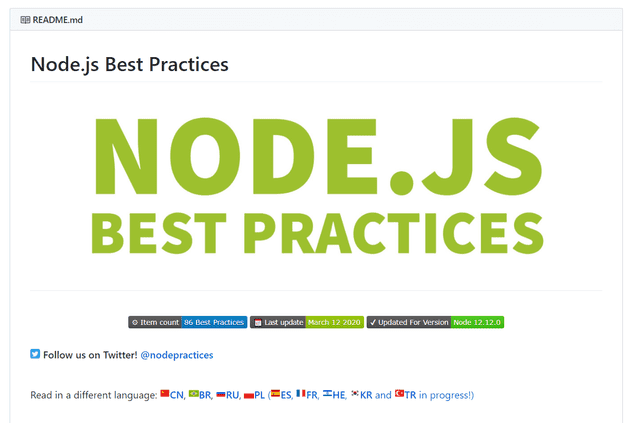 README.md
Node.js Best Practices
NODE.JS
BEST PRACTICES
Item count 86 Best Practices Last update March 12 2020 ✔ Updated For Version Node 12.12.0
Follow us on Twitter! @nodepractices
Read in a different language: CN, BR, RU, PL (ES, FR, HE, KR and TR in progress!)